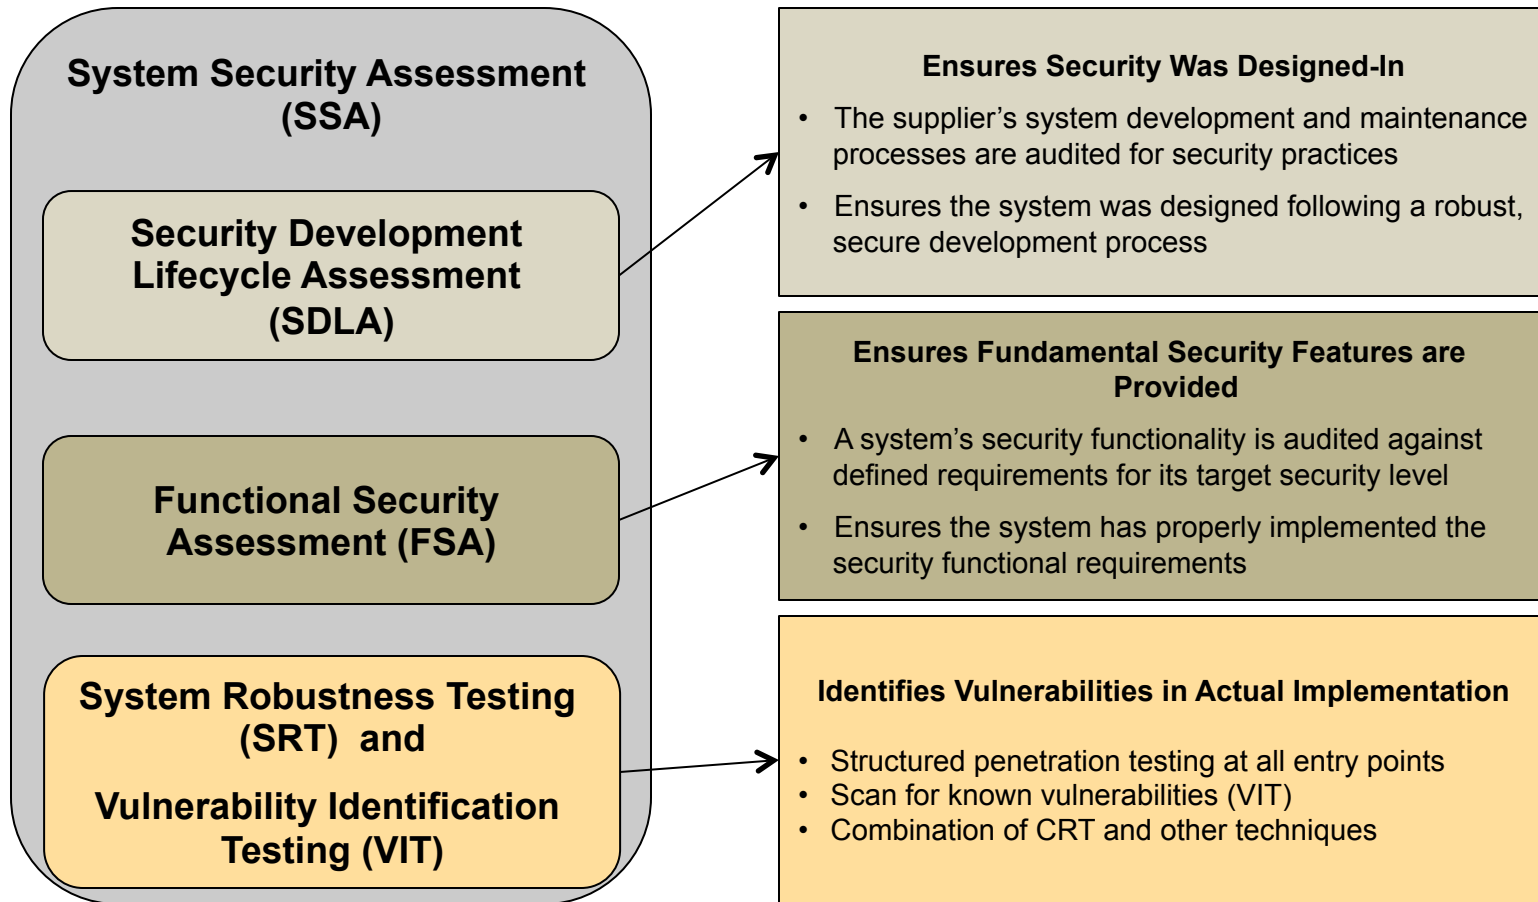 System Security Assessment
(SSA)
Security Development
Lifecycle Assessment
(SDLA)
Functional Security
Assessment (FSA)
System Robustness Testing
(SRT) and
Vulnerability Identification
Testing (VIT)
Ensures Security Was Designed-In
• The supplier’s system development and maintenance
processes are audited for security practices
• Ensures the system was designed following a robust,
secure development process
Ensures Fundamental Security Features are
Provided
• A system’s security functionality is audited against
defined requirements for its target security level
• Ensures the system has properly implemented the
security functional requirements
Identifies Vulnerabilities in Actual Implementation
• Structured penetration testing at all entry points
• Scan for known vulnerabilities (VIT)
• Combination of CRT and other techniques